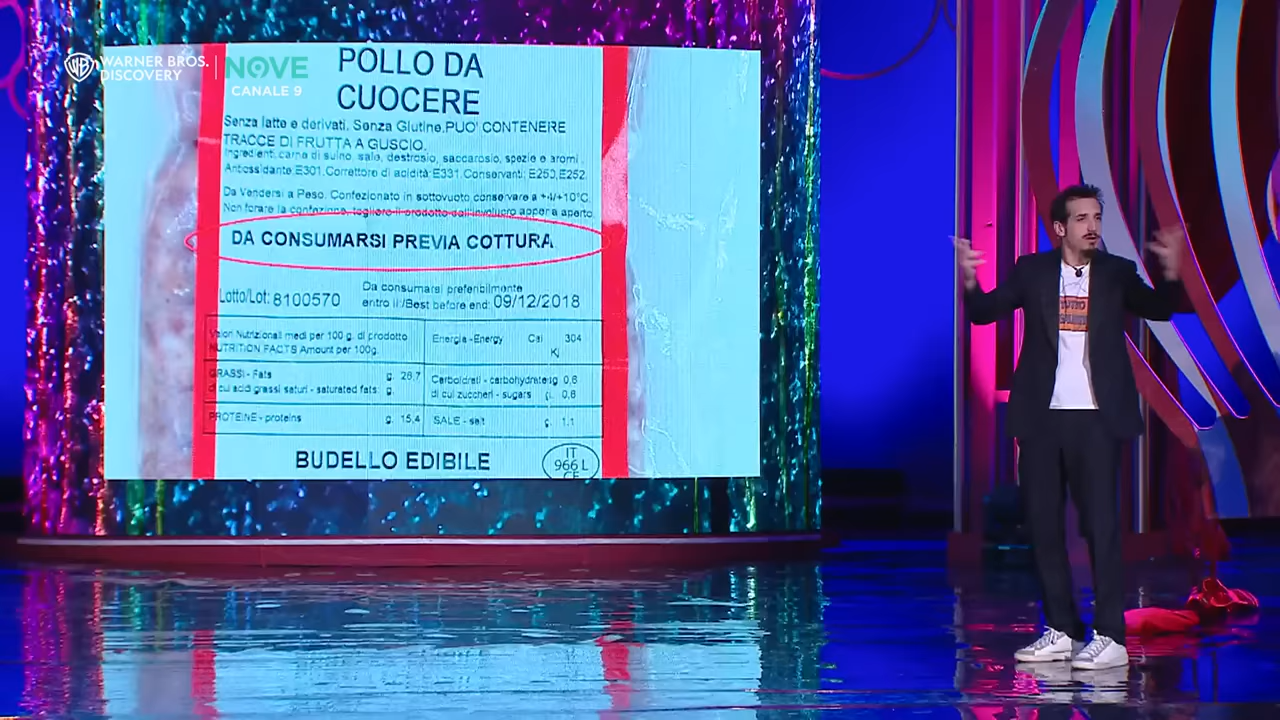 WARNER BROS.
DISCOVERY
NOVE
CANALE 9
POLLO DA
CUOCERE
Senza latte e derivati. Senza Glutine.PUO' CONTENERE
TRACCE DI FRUTTA A GUSCIO.
Ingredienti: carne di suino, sale, destrosio, saccarosio, spezie e aromi.
Antiossidante:E301.Correttore di acidità:E331.Conservanti: E250,E252.
Da Vendersi a Peso. Confezionato in sottovuoto conservare a +4/+10°C.
Non forare la confezione, togliere il prodotto dall'involucro appena aperto.
DA CONSUMARSI PREVIA COTTURA
Da consumarsi preferibilmente
Lotto/Lot: 8100570 entro il:/Best before end: 09/12/2018
Valori Nutrizionali medi per 100 g. di prodotto
NUTRITION FACTS Amount per 100g.
Energia -Energy Cal 304
Kj
GRASSI - Fats g. 26,7
di cui acidi grassi saturi - saturated fats g.
Carboidrati - carbohydrates g 0,6
di cui zuccheri - sugars g. 0,6
PROTEINE - proteins g. 15,4
SALE - salt g. 1,1
BUDELLO EDIBILE
IT
966 L
CE